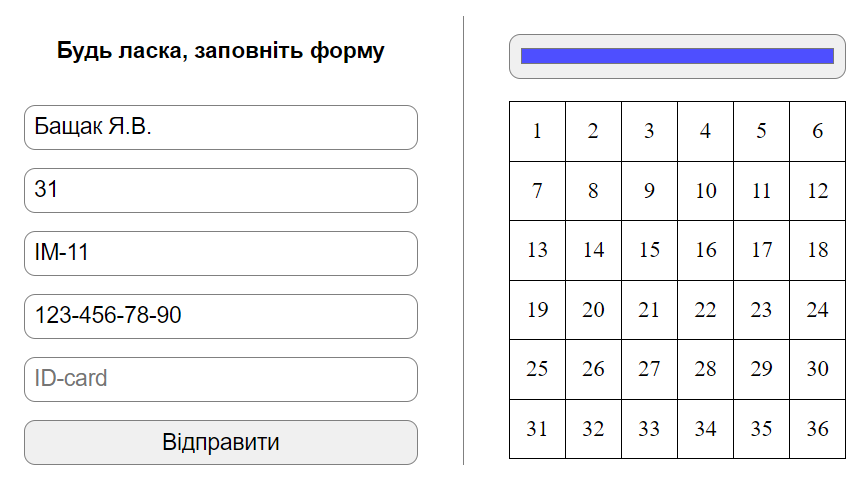 Будь ласка, заповніть форму
Бащак Я.В.
31
ІМ-11
123-456-78-90
ID-card
Відправити
1 2 3 4 5 6
7 8 9 10 11 12
13 14 15 16 17 18
19 20 21 22 23 24
25 26 27 28 29 30
31 32 33 34 35 36